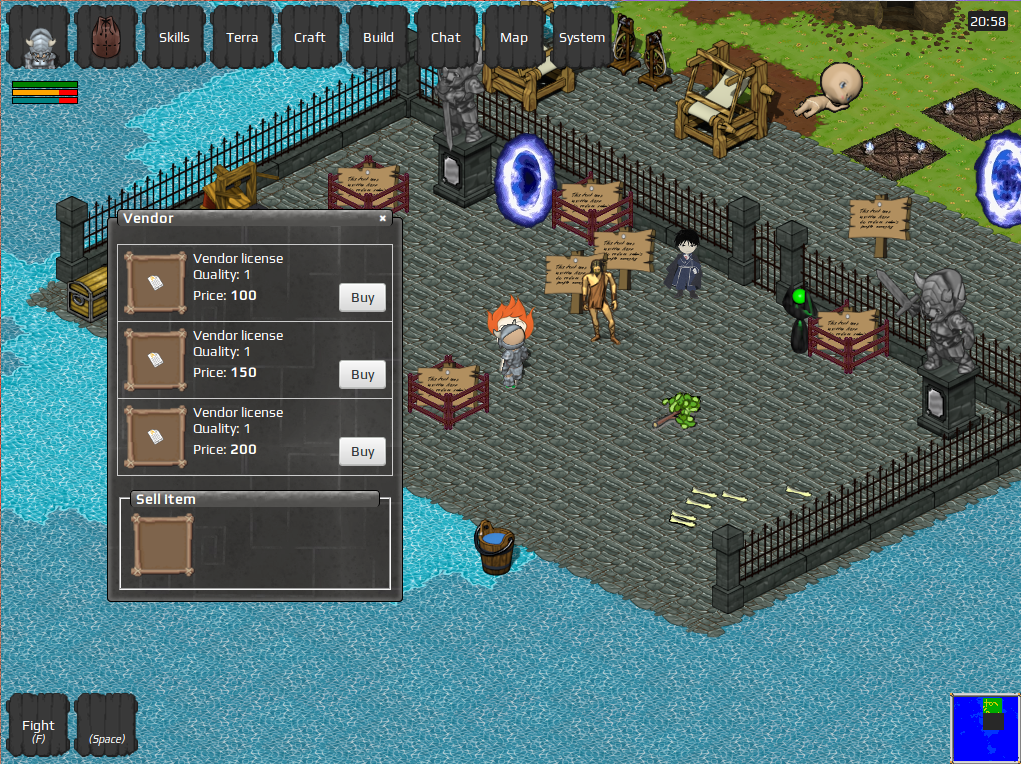 Skills
Terra
Craft
Build
Chat
Map
System
20:58
Vendor
×
Vendor license
Quality: 1
Price: 100
Buy
Vendor license
Quality: 1
Price: 150
Buy
Vendor license
Quality: 1
Price: 200
Buy
Sell Item
Fight
(F)
(Space)